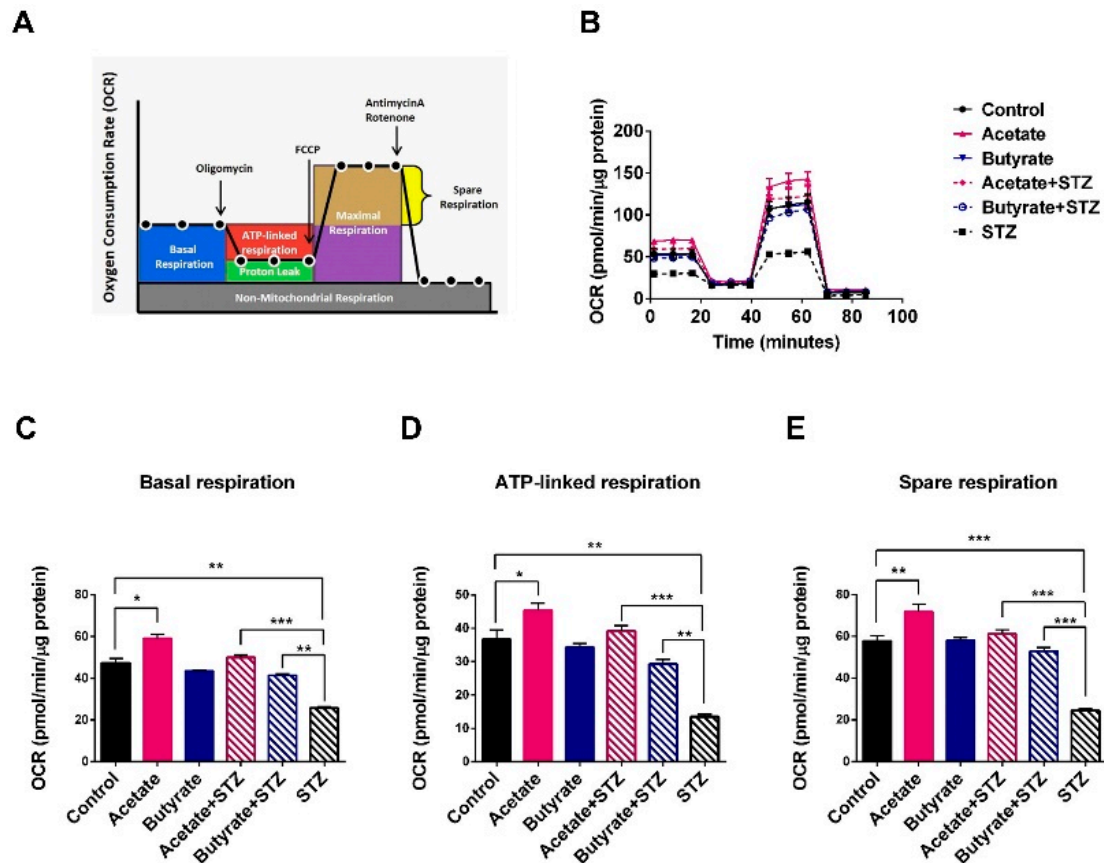 A
Oxygen Consumption Rate (OCR)
Oligomycin
FCCP
AntimycinA
Rotenone
Spare
Respiration
ATP-linked
respiration
Maximal
Respiration
Basal
Respiration
Proton Leak
Non-Mitochondrial Respiration
B
OCR (pmol/min/µg protein)
200
150
100
50
0
0 20 40 60 80 100
Time (minutes)
Control
Acetate
Butyrate
Acetate+STZ
Butyrate+STZ
STZ
C
Basal respiration
OCR (pmol/min/µg protein)
80
60
40
20
0
**
*
***
**
Control
Acetate
Butyrate
Acetate+STZ
Butyrate+STZ
STZ
D
ATP-linked respiration
OCR (pmol/min/µg protein)
50
40
30
20
10
0
**
*
***
**
Control
Acetate
Butyrate
Acetate+STZ
Butyrate+STZ
STZ
E
Spare respiration
OCR (pmol/min/µg protein)
80
60
40
20
0
***
**
***
***
Control
Acetate
Butyrate
Acetate+STZ
Butyrate+STZ
STZ